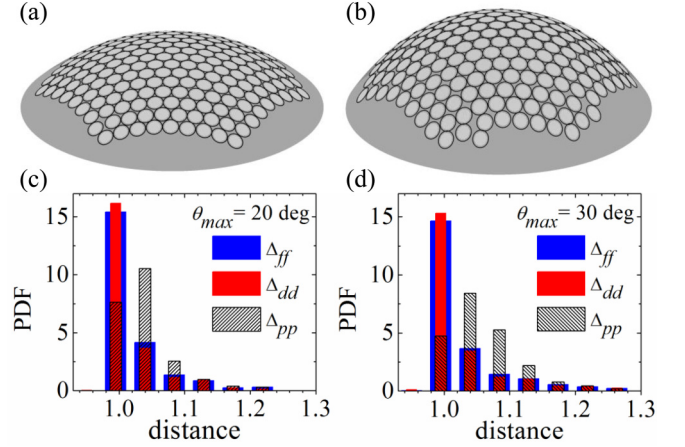 (a)
(b)
(c)
(d)
θmax= 20 deg
Δff
Δdd
Δpp
15
10
5
0
PDF
1.0
1.1
1.2
1.3
distance
θmax= 30 deg
Δff
Δdd
Δpp
15
10
5
0
PDF
1.0
1.1
1.2
1.3
distance